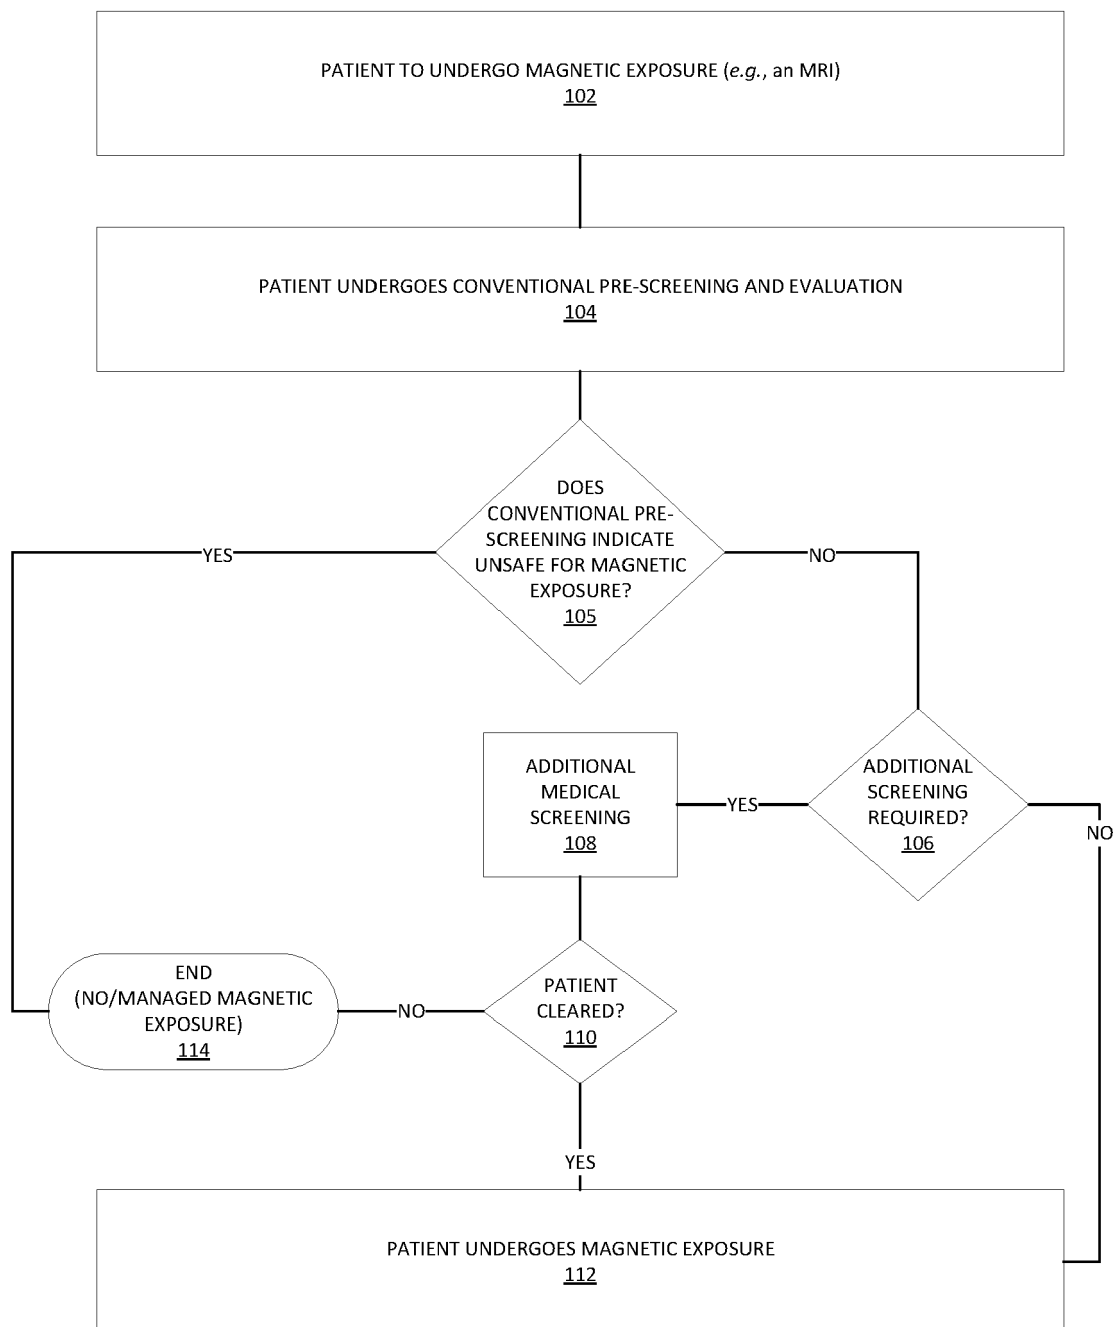 PATIENT TO UNDERGO MAGNETIC EXPOSURE (e.g., an MRI)
102
PATIENT UNDERGOES CONVENTIONAL PRE-SCREENING AND EVALUATION
104
DOES
CONVENTIONAL PRE-
SCREENING INDICATE
UNSAFE FOR MAGNETIC
EXPOSURE?
105
YES
NO
ADDITIONAL
MEDICAL
SCREENING
108
YES
ADDITIONAL
SCREENING
REQUIRED?
106
NO
END
(NO/MANAGED MAGNETIC
EXPOSURE)
114
NO
PATIENT
CLEARED?
110
YES
PATIENT UNDERGOES MAGNETIC EXPOSURE
112